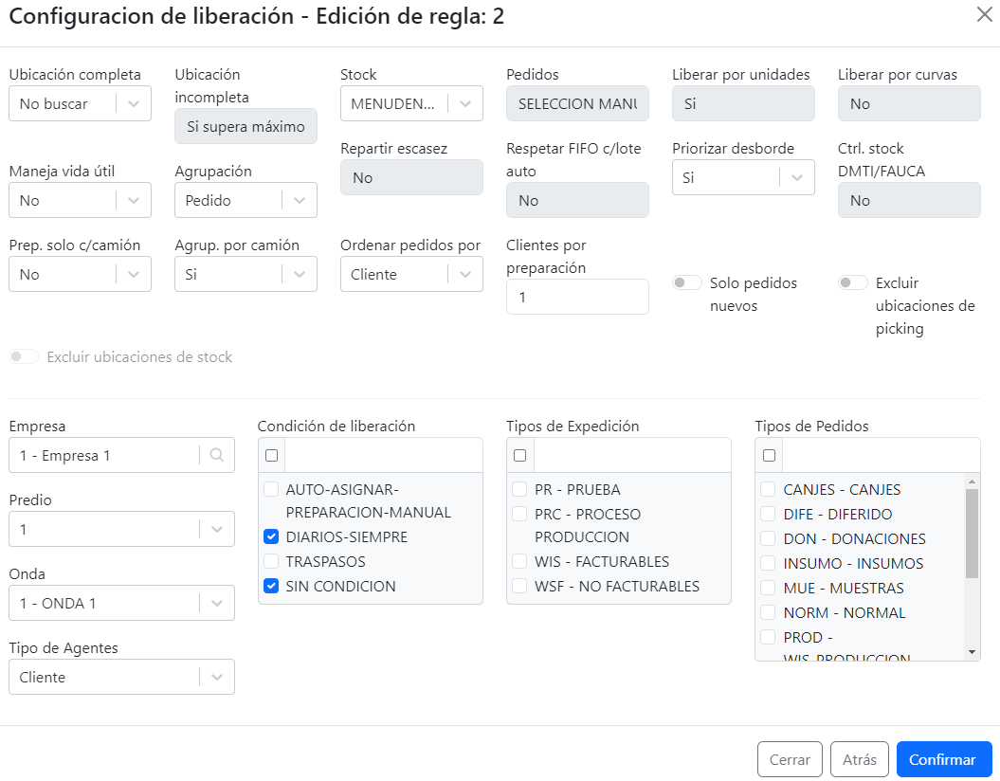 Configuracion de liberación - Edición de regla: 2
Ubicación completa
No buscar
Ubicación
incompleta
Si supera máximo
Stock
MENUDEN...
Pedidos
SELECCION MANU
Liberar por unidades
Si
Liberar por curvas
No
Maneja vida útil
No
Agrupación
Pedido
Repartir escasez
No
Respetar FIFO c/lote
auto
No
Priorizar desborde
Si
Ctrl. stock
DMTI/FAUCA
No
Prep. solo c/camión
No
Agrup. por camión
Si
Ordenar pedidos por
Cliente
Clientes por
preparación
1
Solo pedidos
nuevos
Excluir
ubicaciones de
picking
Excluir ubicaciones de stock
Empresa
1 - Empresa 1
Predio
1
Onda
1 - ONDA 1
Tipo de Agentes
Cliente
Condición de liberación
AUTO-ASIGNAR-
PREPARACION-MANUAL
DIARIOS-SIEMPRE
TRASPASOS
SIN CONDICION
Tipos de Expedición
PR - PRUEBA
PRC - PROCESO
PRODUCCION
WIS - FACTURABLES
WSF - NO FACTURABLES
Tipos de Pedidos
CANJES - CANJES
DIFE - DIFERIDO
DON - DONACIONES
INSUMO - INSUMOS
MUE - MUESTRAS
NORM - NORMAL
PROD -
WIS-PRODUCCION
Cerrar
Atrás
Confirmar